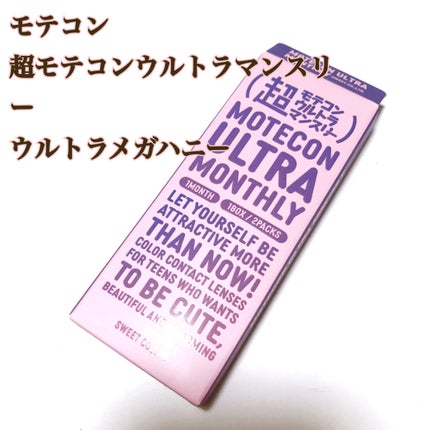 モテコン
超モテコンウルトラマンスリ
ー
ウルトラメガハニー
ULTRA
超
モテコン
ウルトラ
マンスリー
MOTECON
ULTRA
MONTHLY
1MONTH 1BOX / 2PACKS
LET YOURSELF BE
ATTRACTIVE MORE
THAN NOW!
COLOR CONTACT LENSES
FOR TEENS WHO WANTS
TO BE CUTE,
BEAUTIFUL AND
SWEET